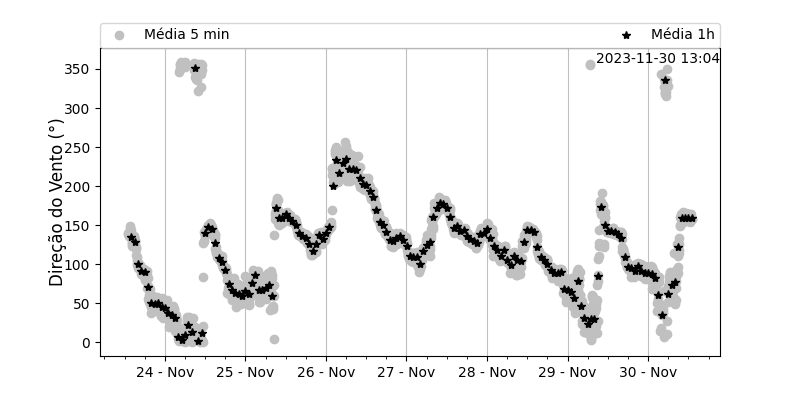 Média 5 min
Média 1h
2023-11-30 13:04
Direção do Vento (°)
350
300
250
200
150
100
50
0
24 - Nov
25 - Nov
26 - Nov
27 - Nov
28 - Nov
29 - Nov
30 - Nov